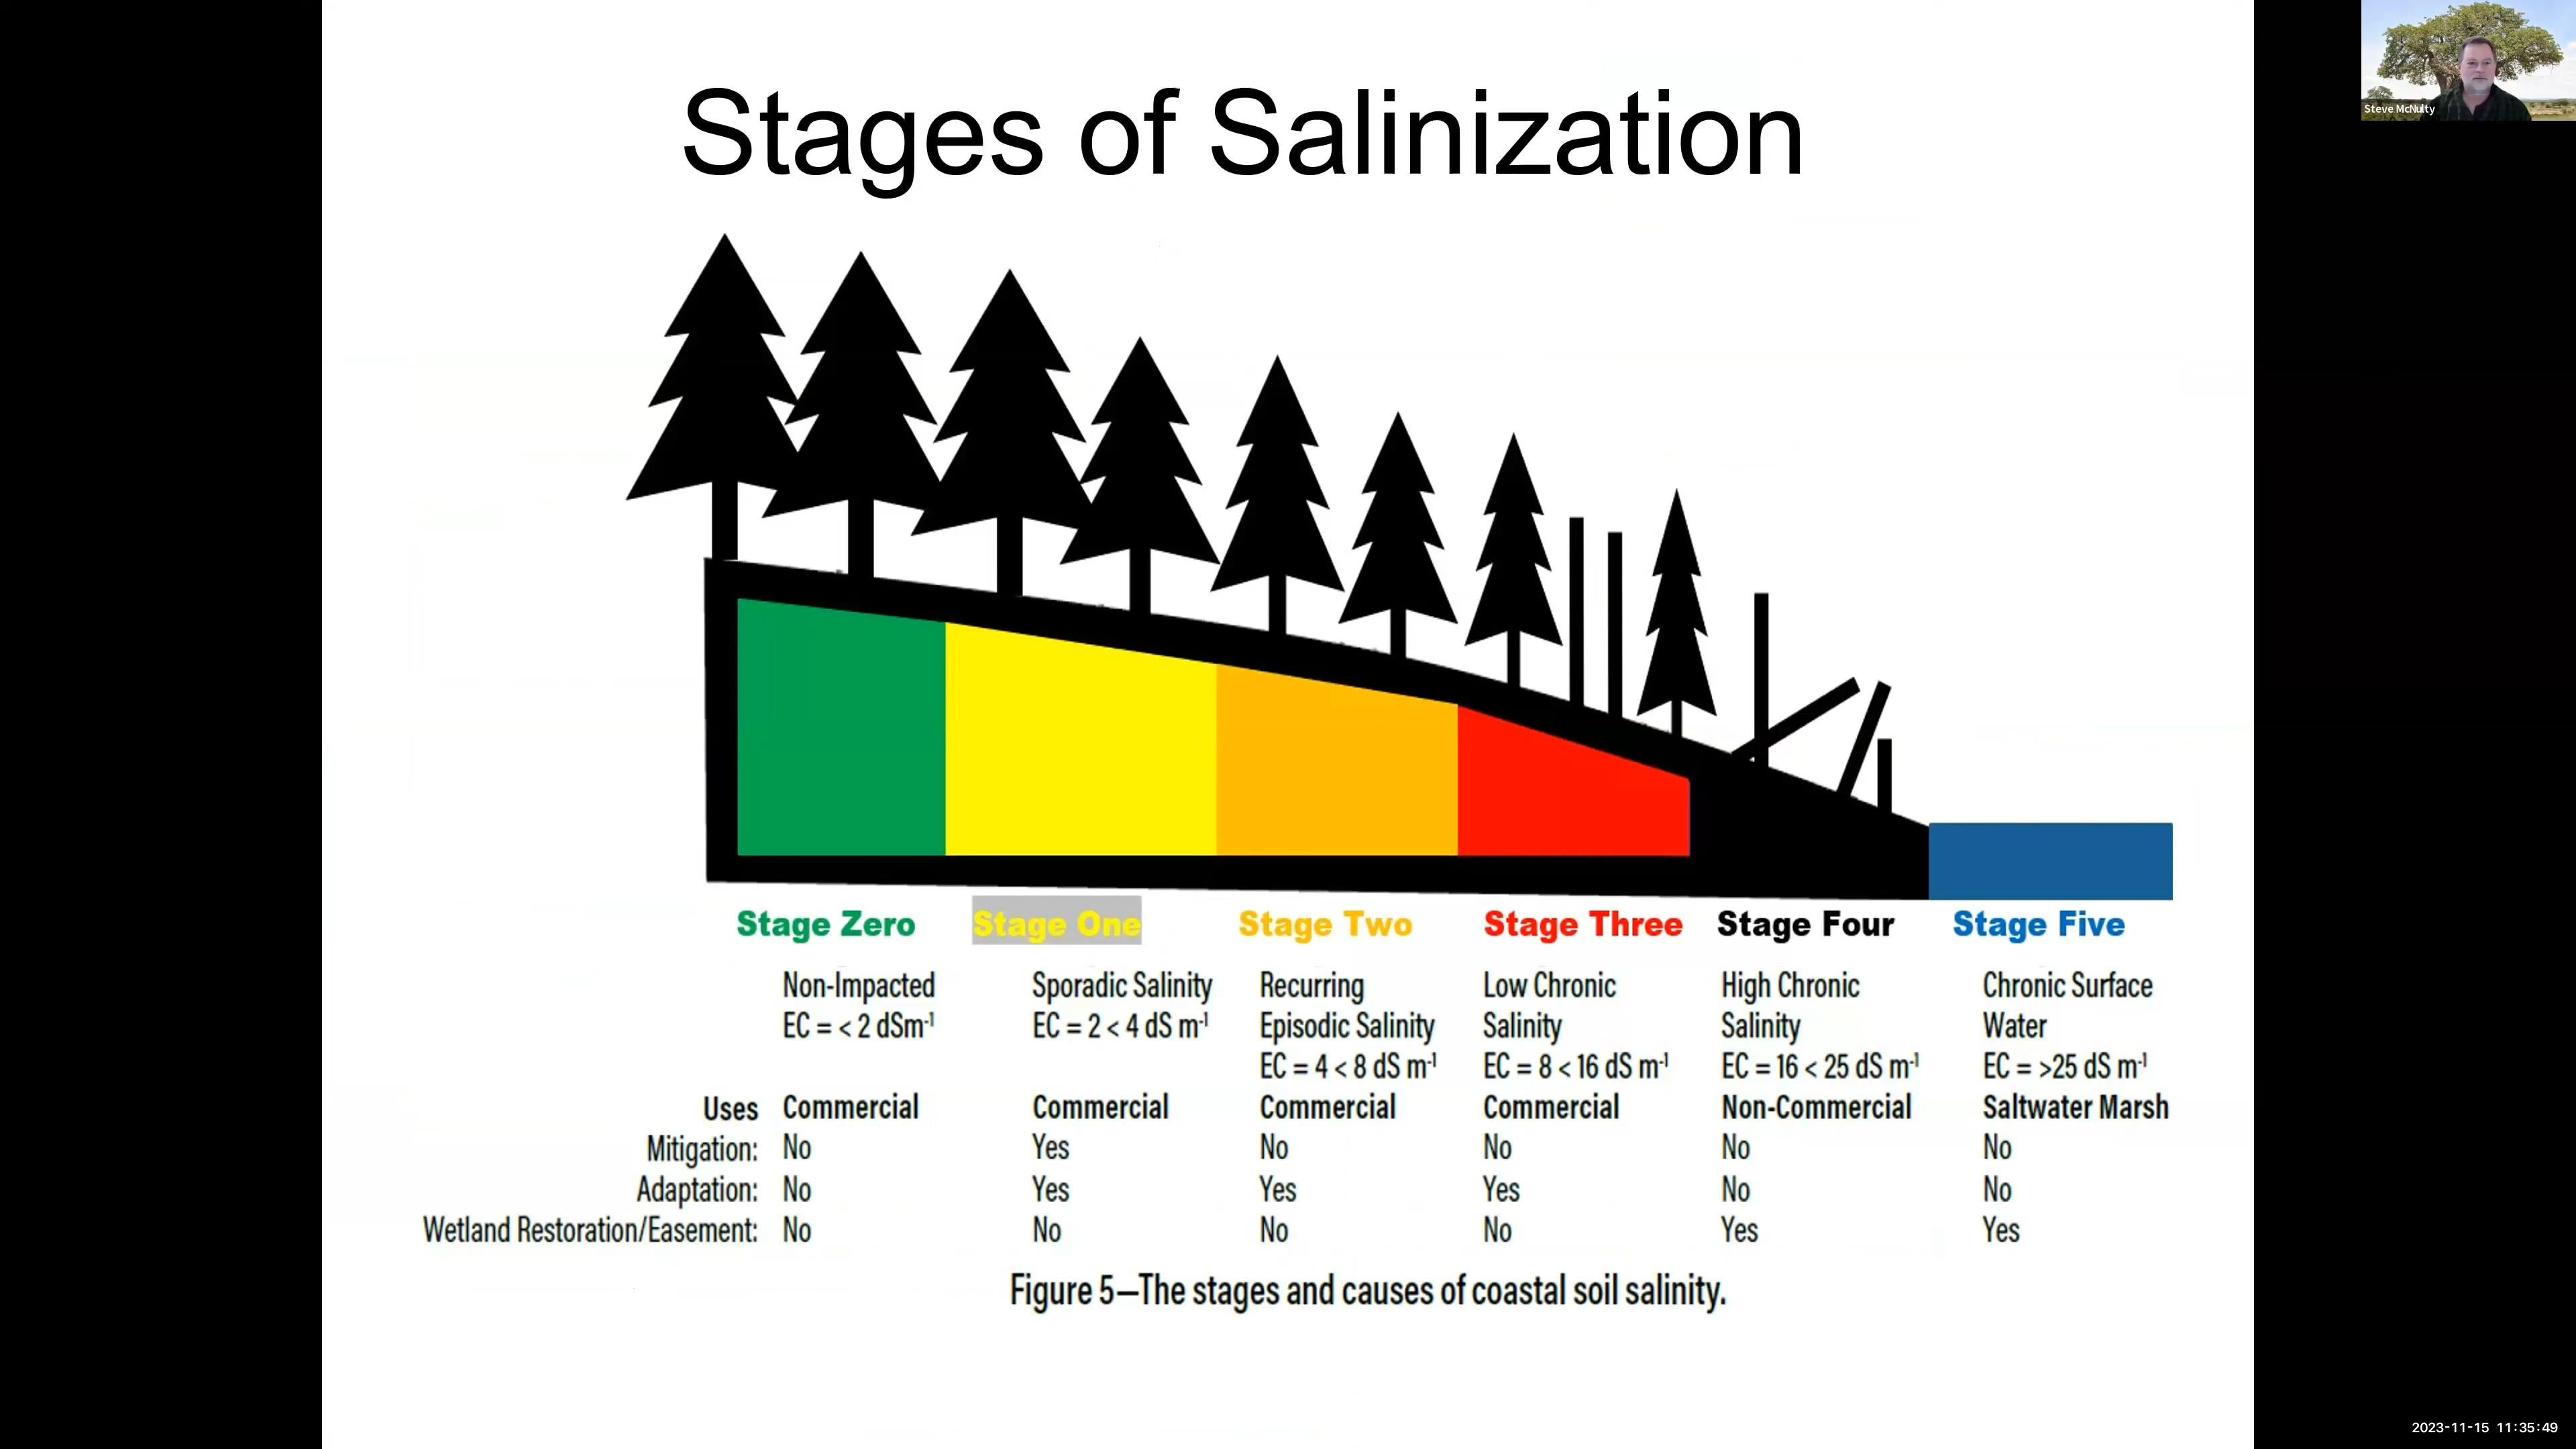 Stages of Salinization
Steve McNulty
Stage Zero Stage One Stage Two Stage Three Stage Four Stage Five
Non-Impacted Sporadic Salinity Recurring Low Chronic High Chronic Chronic Surface
EC = < 2 dSm⁻¹ EC = 2 < 4 dS m⁻¹ Episodic Salinity Salinity Salinity Water
EC = 4 < 8 dS m⁻¹ EC = 8 < 16 dS m⁻¹ EC = 16 < 25 dS m⁻¹ EC = >25 dS m⁻¹
Uses Commercial Commercial Commercial Commercial Non-Commercial Saltwater Marsh
Mitigation: No Yes No No No No
Adaptation: No Yes Yes Yes No No
Wetland Restoration/Easement: No No No No Yes Yes
Figure 5—The stages and causes of coastal soil salinity.
2023-11-15 11:35:49